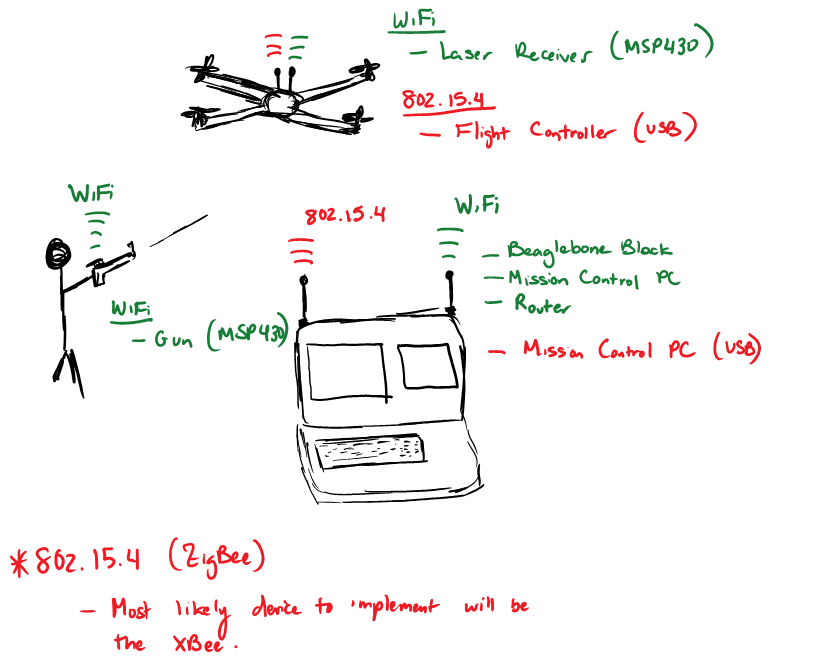 WiFi
- Laser Receiver (MSP430)
802.15.4
- Flight Controller (USB)
WiFi
WiFi
- Gun (MSP430)
802.15.4
WiFi
- Beaglebone Black
- Mission Control PC
- Router
- Mission Control PC (USB)
*802.15.4 (ZigBee)
- Most likely device to implement will be
the XBee.